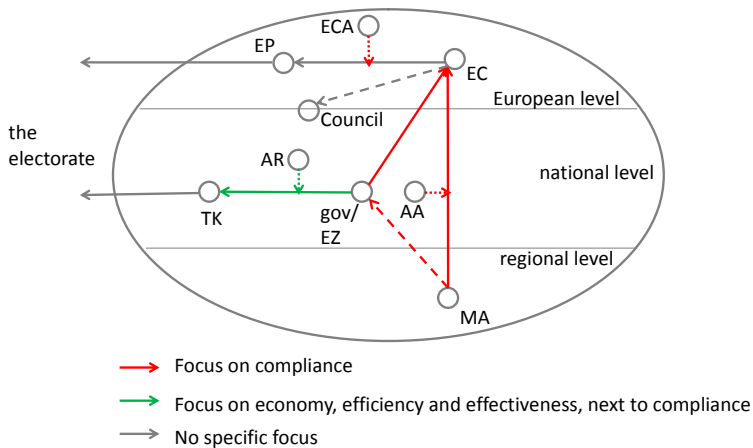 ECA
EP
EC
European level
Council
the
electorate
AR
national level
TK
gov/
EZ
AA
regional level
MA
Focus on compliance
Focus on economy, efficiency and effectiveness, next to compliance
No specific focus